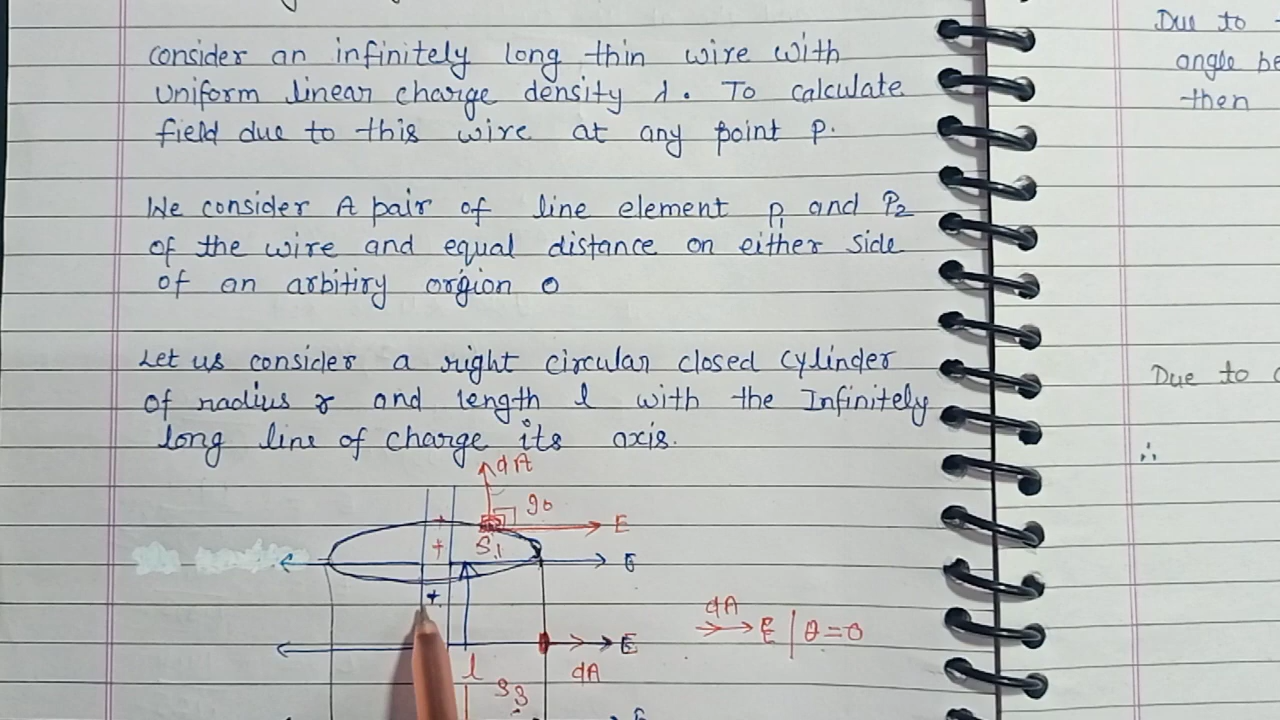 consider an infinitely long thin wire with
uniform linear charge density λ. To calculate
field due to this wire at any point P.
We consider A pair of line element P1 and P2
of the wire and equal distance on either side
of an arbitiry orgion O
Let us consider a right circular closed cylinder
of radius r and length l with the Infinitely
long line of charge its axis.
dA
90
E
+
S1
+
E
+
dA
E | θ=0
E
l
dA
S3
E
Due to
angle be
then
Due to
∴